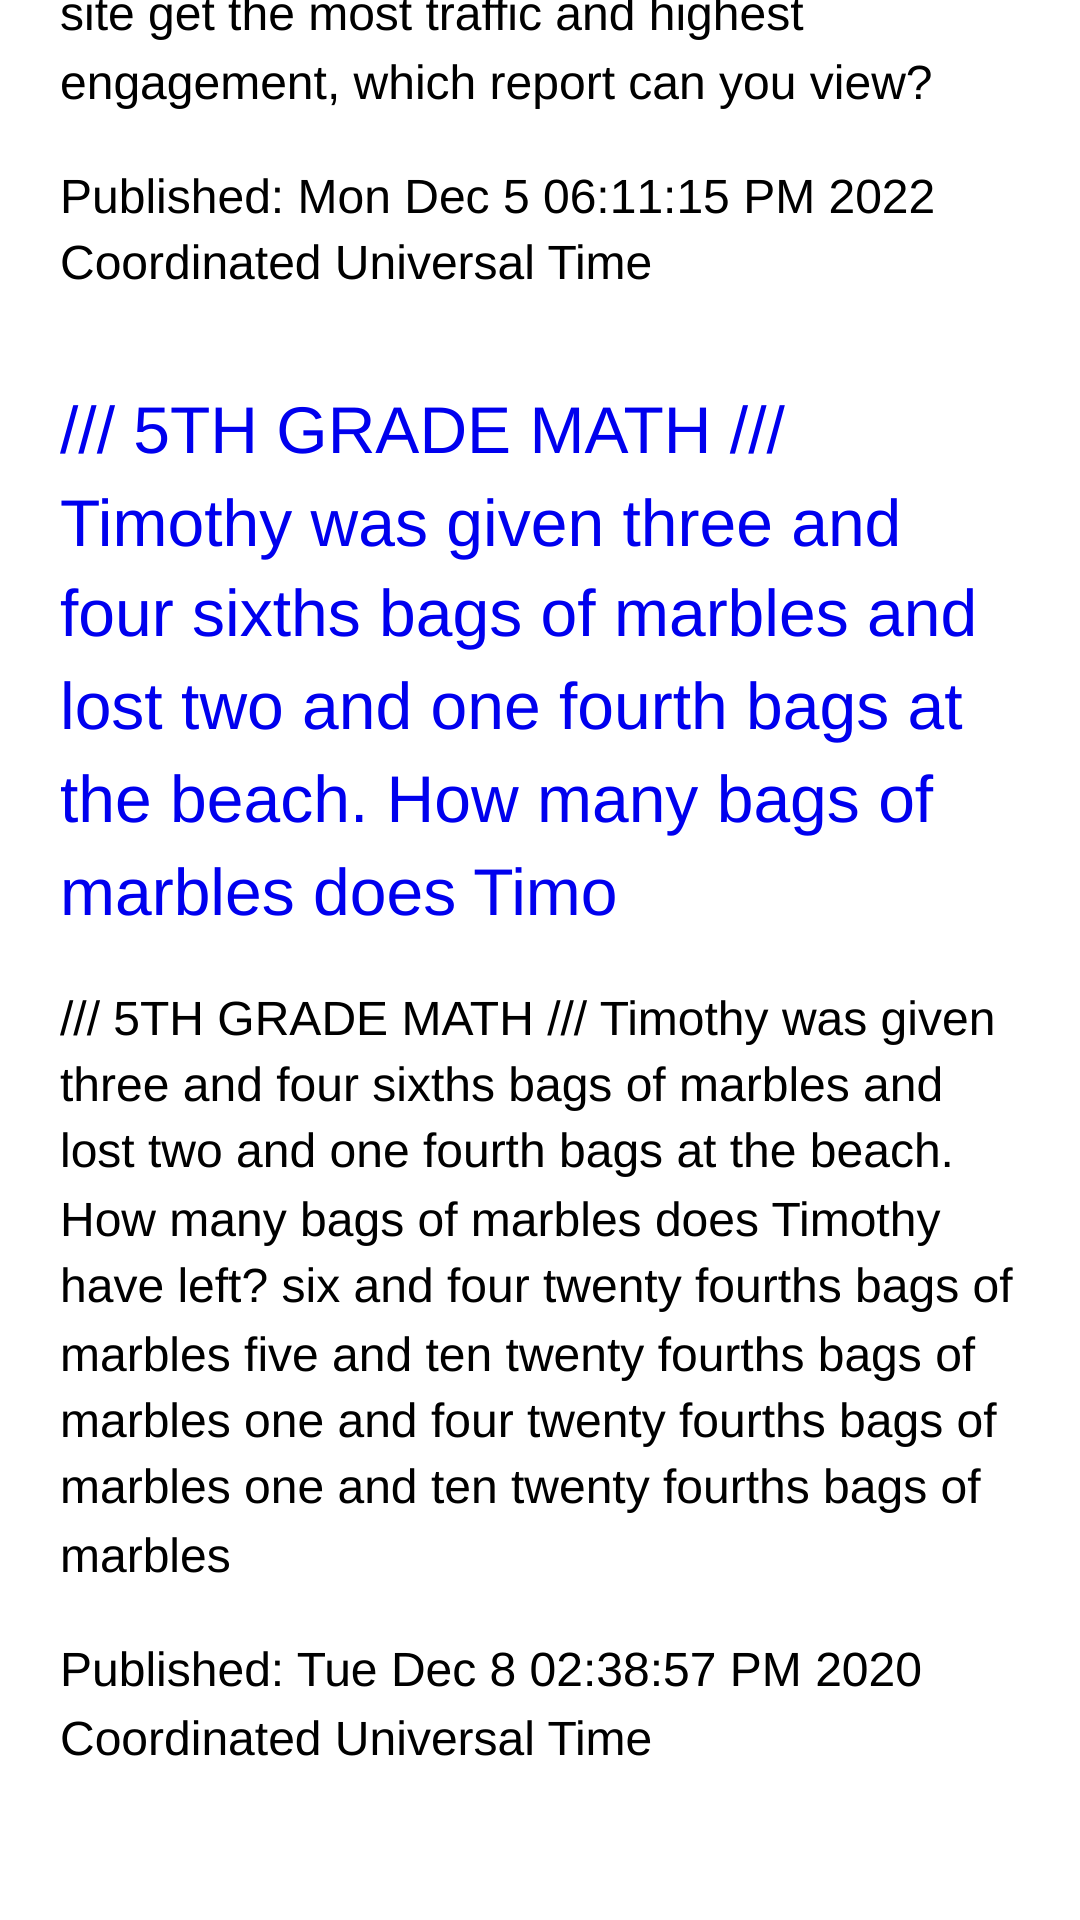 site get the most traffic and highest
engagement, which report can you view?
Published: Mon Dec 5 06:11:15 PM 2022
Coordinated Universal Time
/// 5TH GRADE MATH ///
Timothy was given three and
four sixths bags of marbles and
lost two and one fourth bags at
the beach. How many bags of
marbles does Timo
/// 5TH GRADE MATH /// Timothy was given
three and four sixths bags of marbles and
lost two and one fourth bags at the beach.
How many bags of marbles does Timothy
have left? six and four twenty fourths bags of
marbles five and ten twenty fourths bags of
marbles one and four twenty fourths bags of
marbles one and ten twenty fourths bags of
marbles
Published: Tue Dec 8 02:38:57 PM 2020
Coordinated Universal Time